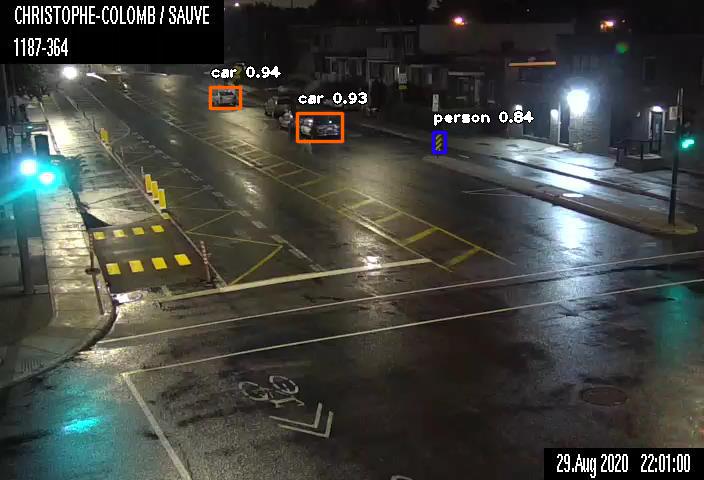 CHRISTOPHE-COLOMB / SAUVE
1187-364
car 0.94
car 0.93
person 0.84
29.Aug 2020 22:01:00